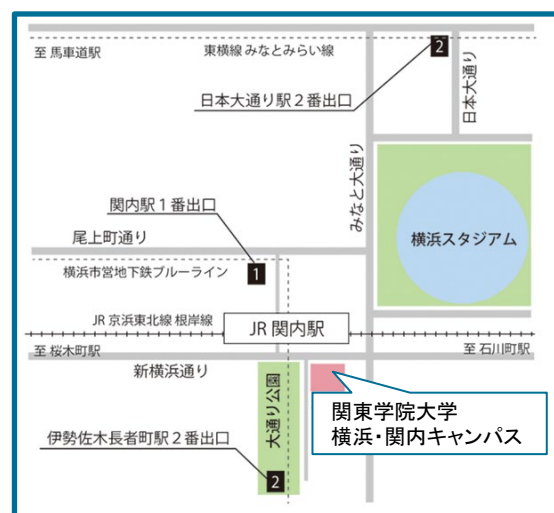 至 馬車道駅
東横線 みなとみらい線
2
日本大通り駅2番出口
日本大通り
みなと大通り
関内駅1番出口
尾上町通り
横浜スタジアム
横浜市営地下鉄ブルーライン
1
JR 京浜東北線 根岸線
JR 関内駅
至 桜木町駅
至 石川町駅
新横浜通り
大通り公園
関東学院大学
横浜・関内キャンパス
伊勢佐木長者町駅2番出口
2